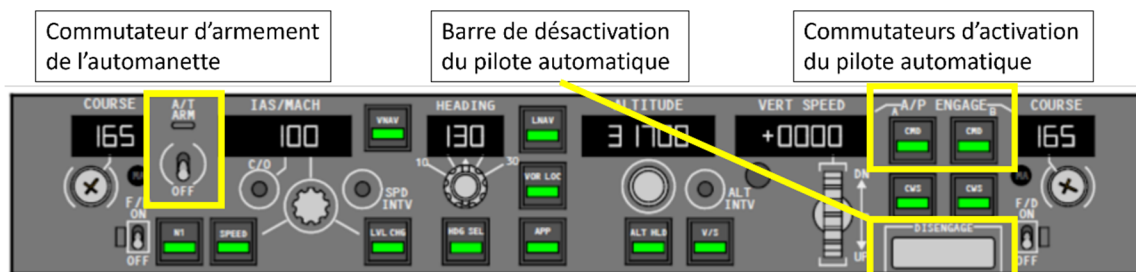 Commutateur d'armement
de l'automanette
Barre de désactivation
du pilote automatique
Commutateurs d'activation
du pilote automatique
COURSE A/T ARM IAS/MACH HEADING ALTITUDE VERT SPEED A/P ENGAGE COURSE
A B
165 100 VNAV 130 LNAV 31700 +0000 CMD CMD 165
C/O 10 30 VOR LOC DN
MA OFF SPD INTV ALT INTV CWS CWS MA
F/D ON F/D ON
N1 SPEED LVL CHG HDG SEL APP ALT HLD V/S DISENGAGE
OFF UP OFF